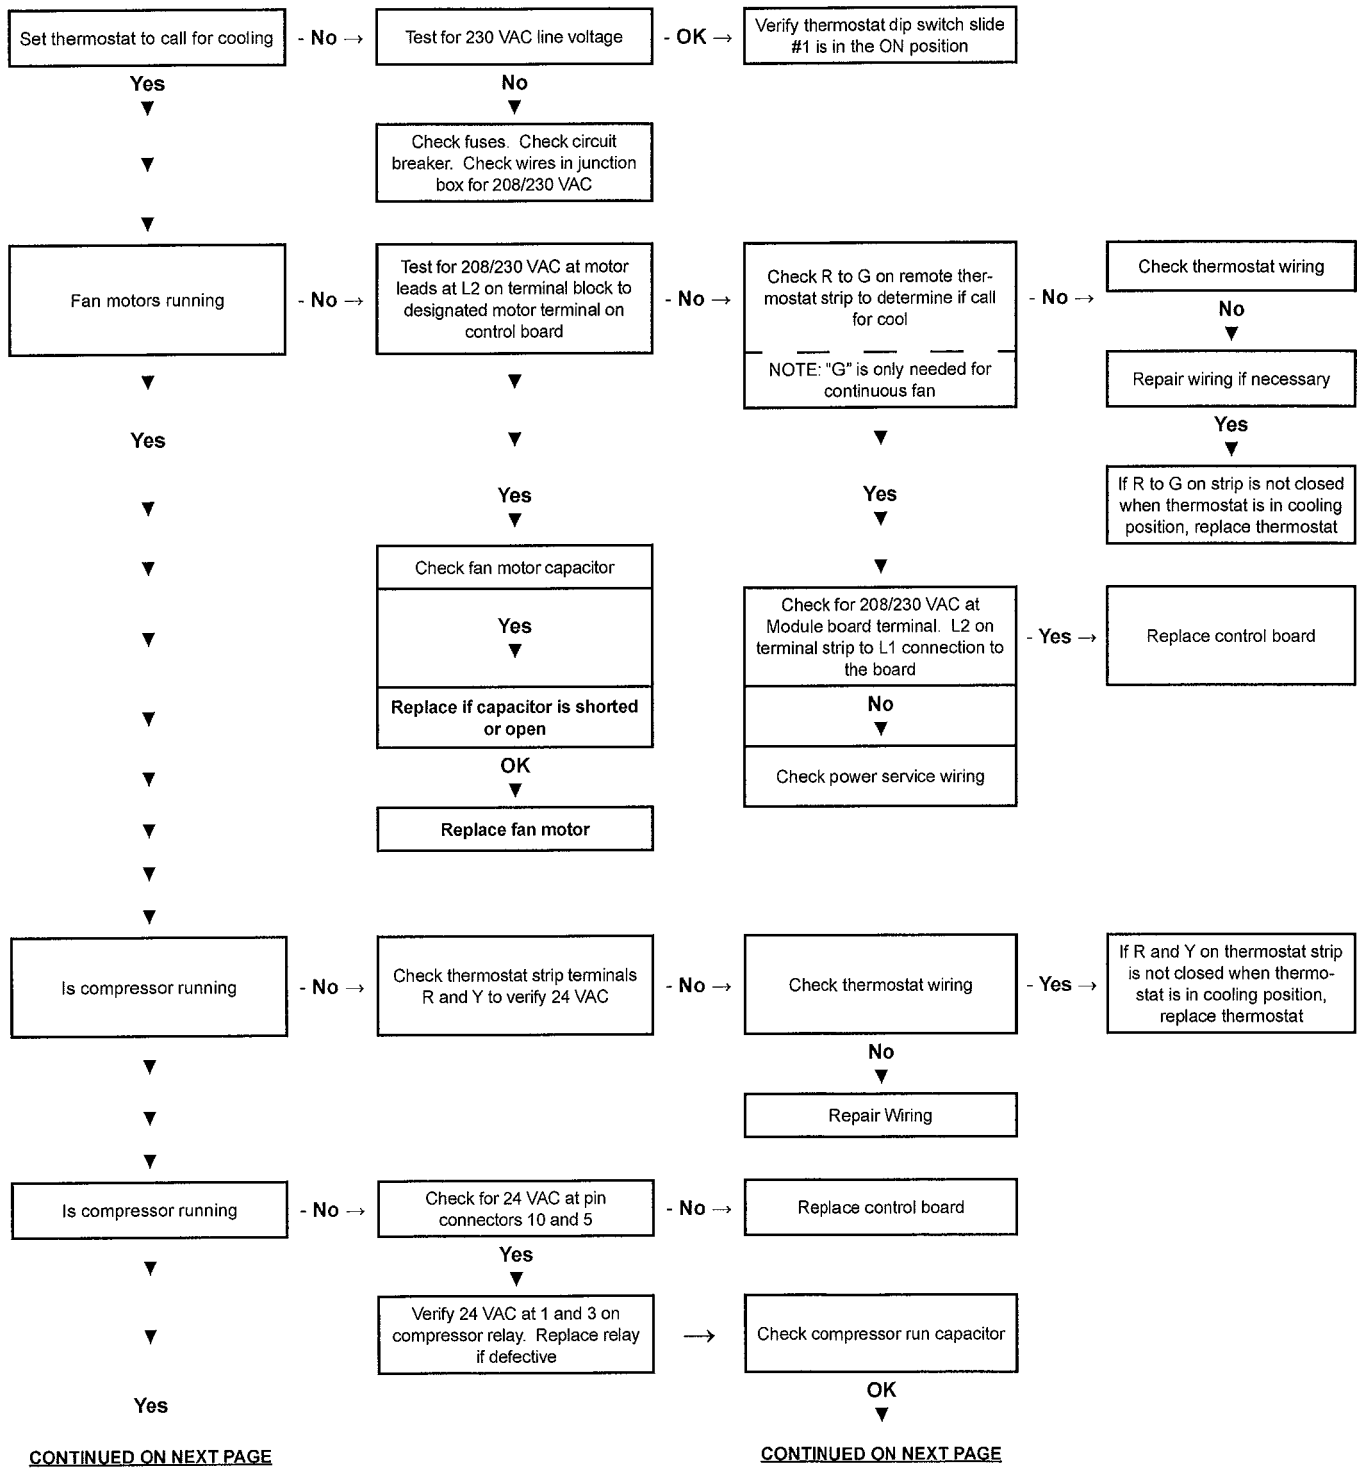 Set thermostat to call for cooling
- No →
Test for 230 VAC line voltage
- OK →
Verify thermostat dip switch slide
#1 is in the ON position
Yes
No
Check fuses. Check circuit
breaker. Check wires in junction
box for 208/230 VAC
Fan motors running
- No →
Test for 208/230 VAC at motor
leads at L2 on terminal block to
designated motor terminal on
control board
- No →
Check R to G on remote ther-
mostat strip to determine if call
for cool
NOTE: "G" is only needed for
continuous fan
- No →
Check thermostat wiring
No
Repair wiring if necessary
Yes
If R to G on strip is not closed
when thermostat is in cooling
position, replace thermostat
Yes
Yes
Yes
Check fan motor capacitor
Yes
Replace if capacitor is shorted
or open
OK
Replace fan motor
Check for 208/230 VAC at
Module board terminal. L2 on
terminal strip to L1 connection to
the board
- Yes →
Replace control board
No
Check power service wiring
Is compressor running
- No →
Check thermostat strip terminals
R and Y to verify 24 VAC
- No →
Check thermostat wiring
- Yes →
If R and Y on thermostat strip
is not closed when thermo-
stat is in cooling position,
replace thermostat
No
Repair Wiring
Is compressor running
- No →
Check for 24 VAC at pin
connectors 10 and 5
- No →
Replace control board
Yes
Verify 24 VAC at 1 and 3 on
compressor relay. Replace relay
if defective
→
Check compressor run capacitor
Yes
OK
CONTINUED ON NEXT PAGE
CONTINUED ON NEXT PAGE